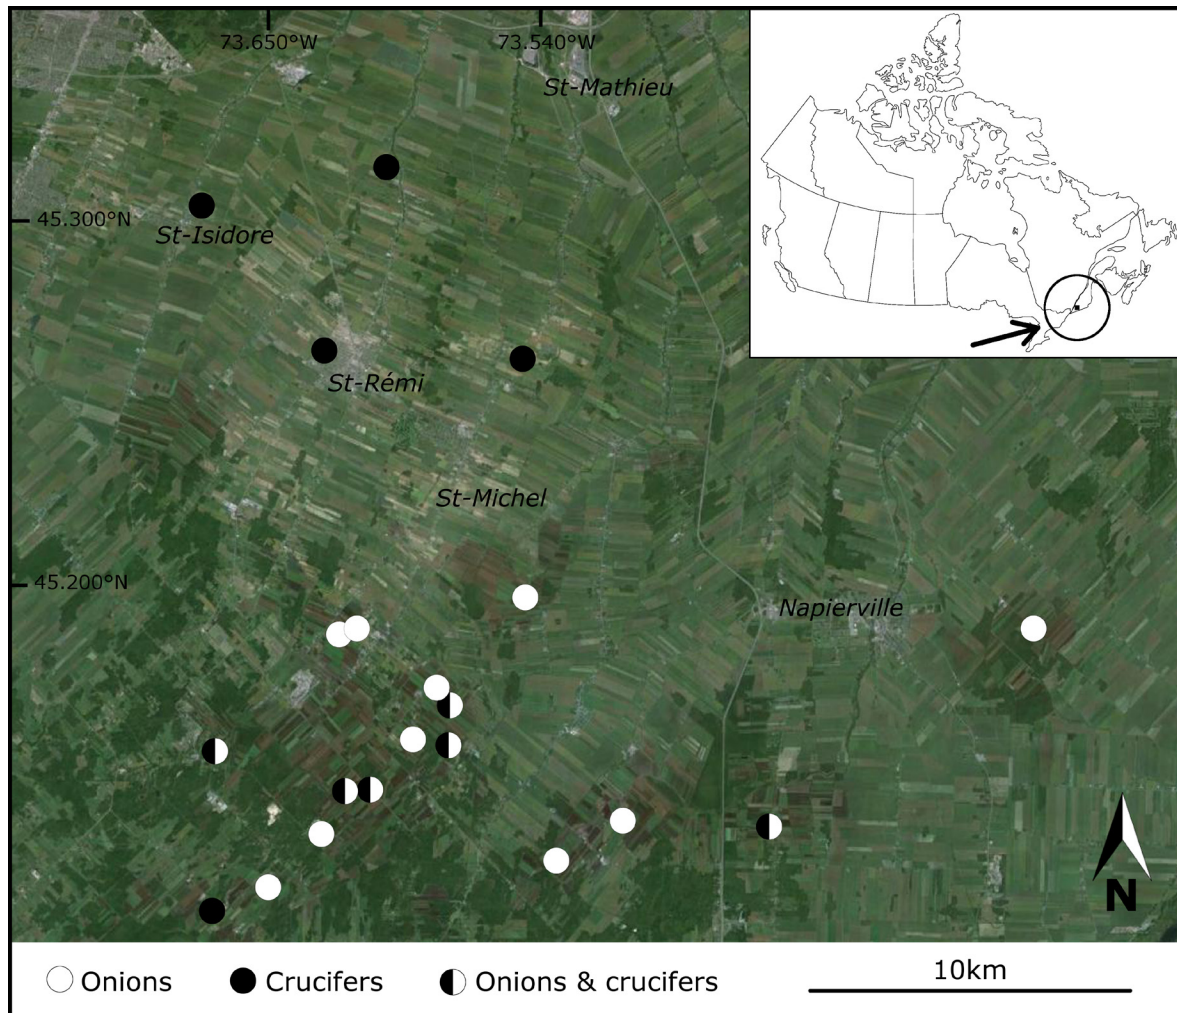 73.650°W
73.540°W
St-Mathieu
45.300°N
St-Isidore
St-Rémi
St-Michel
45.200°N
Napierville
N
Onions
Crucifers
Onions & crucifers
10km